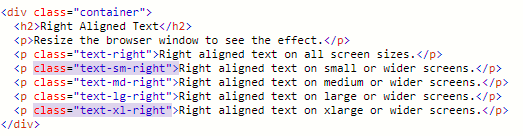 <div class="container">
<h2>Right Aligned Text</h2>
<p>Resize the browser window to see the effect.</p>
<p class="text-right">Right aligned text on all screen sizes.</p>
<p class="text-sm-right">Right aligned text on small or wider screens.</p>
<p class="text-md-right">Right aligned text on medium or wider screens.</p>
<p class="text-lg-right">Right aligned text on large or wider screens.</p>
<p class="text-xl-right">Right aligned text on xlarge or wider screens.</p>
</div>